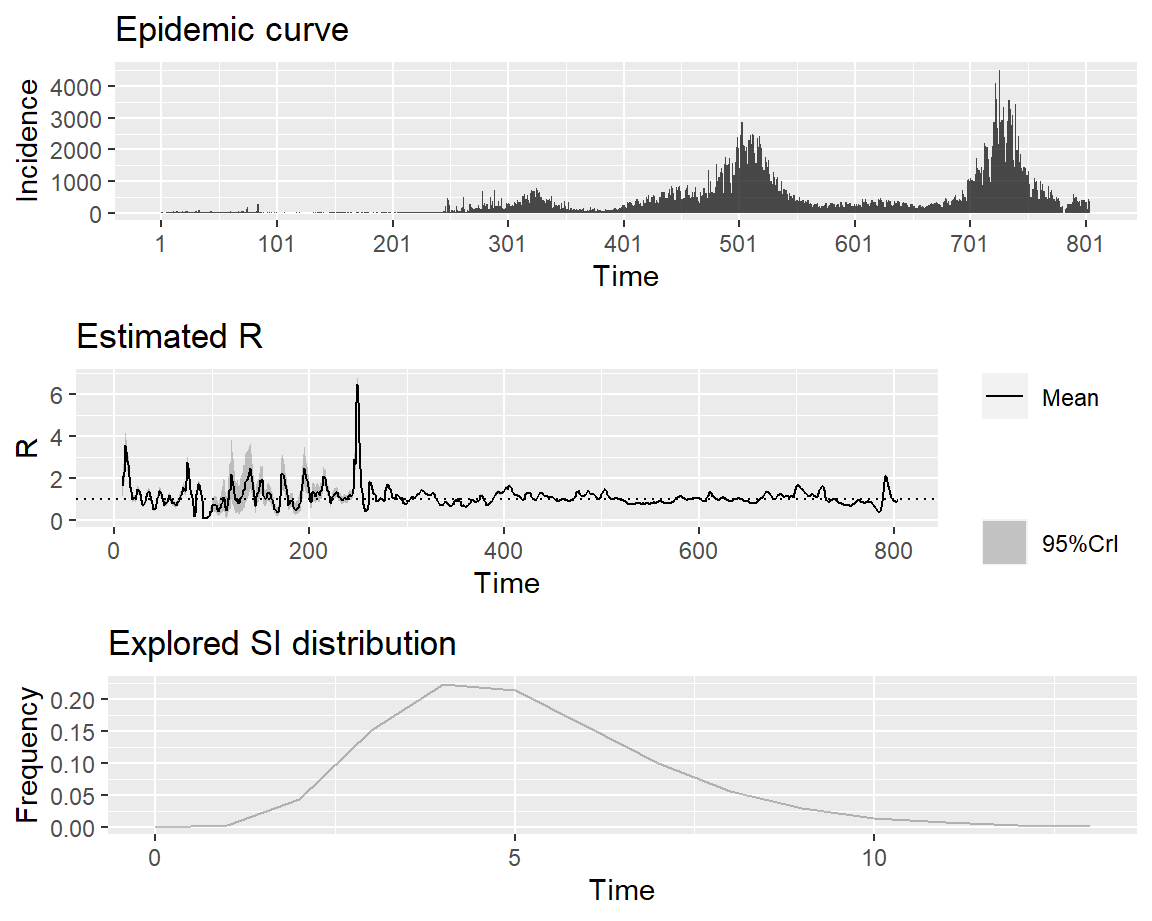 Epidemic curve
Incidence
4000
3000
2000
1000
0
1 101 201 301 401 501 601 701 801
Time
Estimated R
R
6
4
2
0
0 200 400 600 800
Time
Mean
95%CrI
Explored SI distribution
Frequency
0.20
0.15
0.10
0.05
0.00
0 5 10
Time